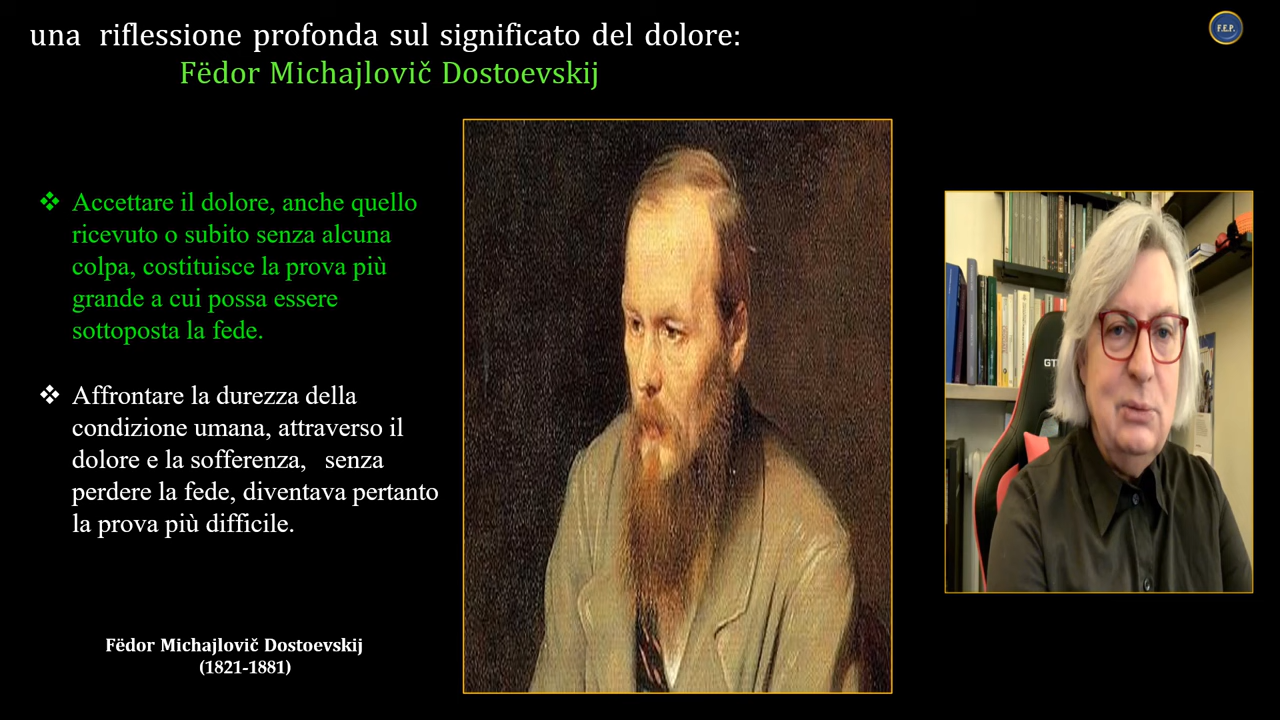 una riflessione profonda sul significato del dolore:
Fëdor Michajlovič Dostoevskij
F.E.P.
❖ Accettare il dolore, anche quello
ricevuto o subito senza alcuna
colpa, costituisce la prova più
grande a cui possa essere
sottoposta la fede.
❖ Affrontare la durezza della
condizione umana, attraverso il
dolore e la sofferenza, senza
perdere la fede, diventava pertanto
la prova più difficile.
GT
Fëdor Michajlovič Dostoevskij
(1821-1881)